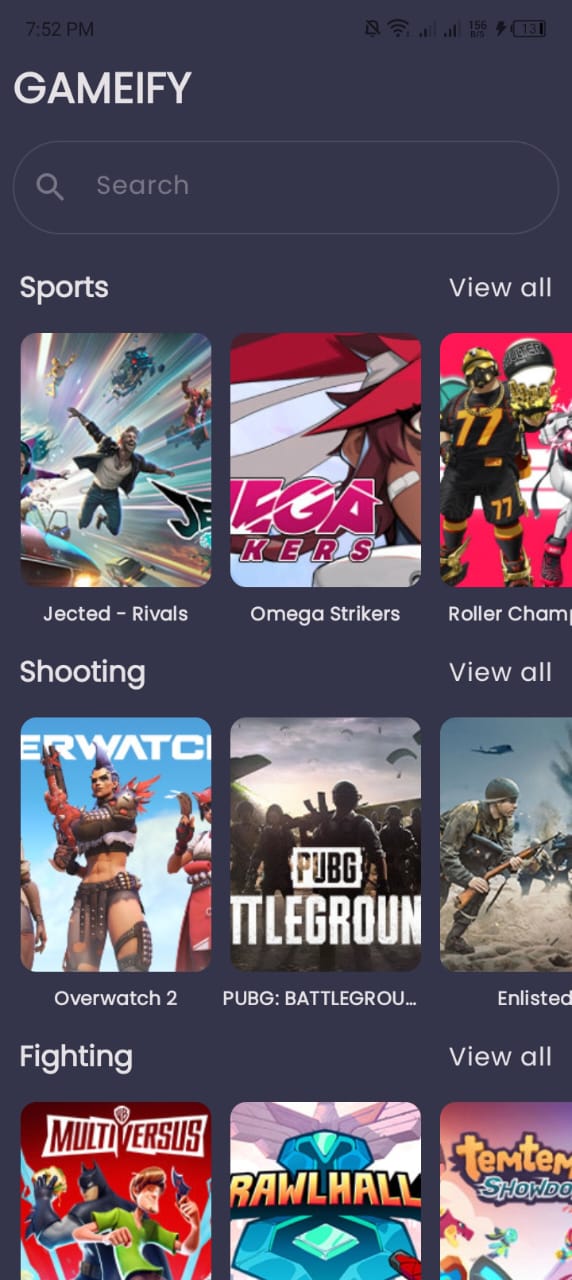 7:52 PM
156
B/S
13
GAMEIFY
Search
Sports
View all
JE
EGA
KERS
77
77
Jected - Rivals
Omega Strikers
Roller Champ
Shooting
View all
ERWATC
PUBG
TTLEGROUN
Overwatch 2
PUBG: BATTLEGROU...
Enlisted
Fighting
View all
MULTIVERSUS
RAWLHALL
temtem
SHOWDO